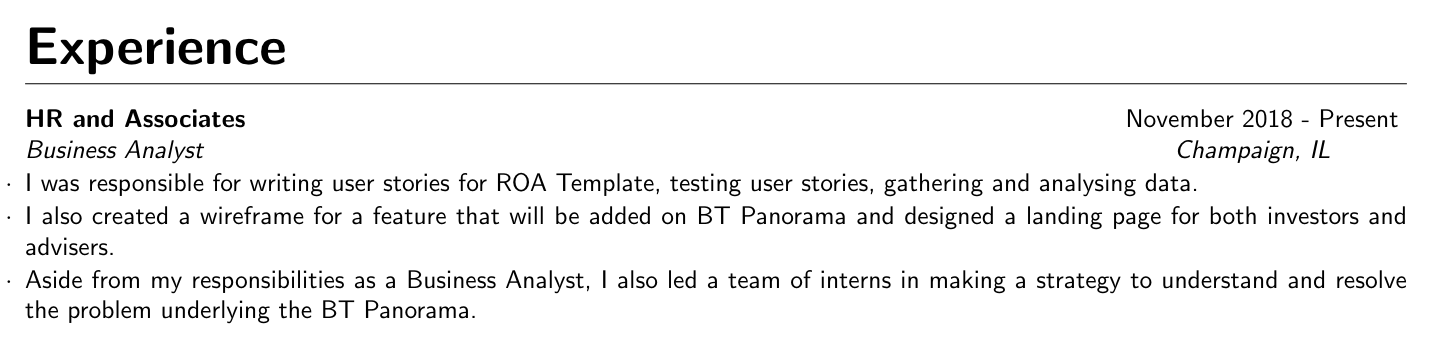 Experience
HR and Associates November 2018 - Present
Business Analyst Champaign, IL
· I was responsible for writing user stories for ROA Template, testing user stories, gathering and analysing data.
· I also created a wireframe for a feature that will be added on BT Panorama and designed a landing page for both investors and
advisers.
· Aside from my responsibilities as a Business Analyst, I also led a team of interns in making a strategy to understand and resolve
the problem underlying the BT Panorama.